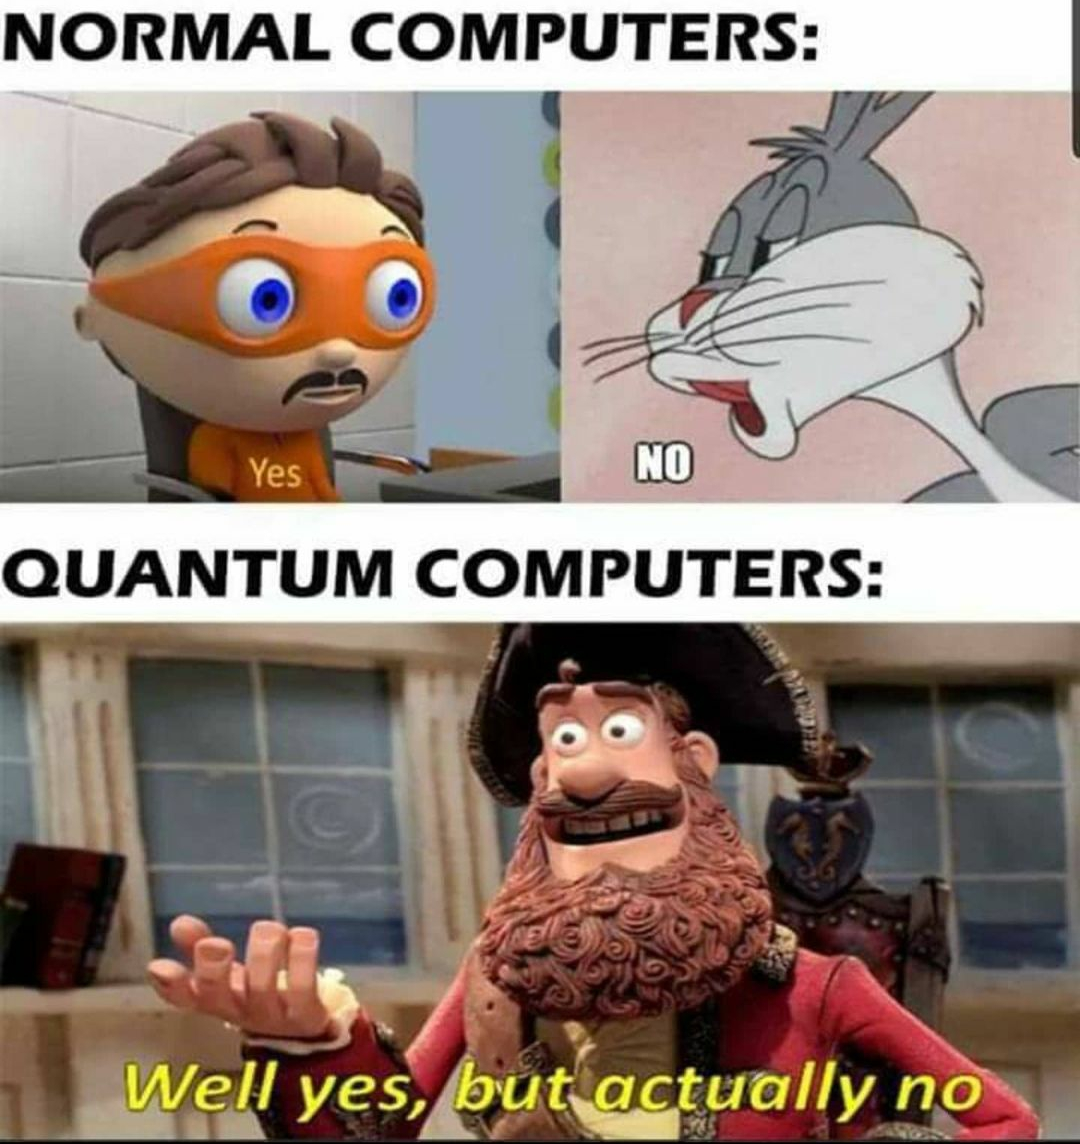 NORMAL COMPUTERS:
Yes
NO
QUANTUM COMPUTERS:
Well yes, but actually no